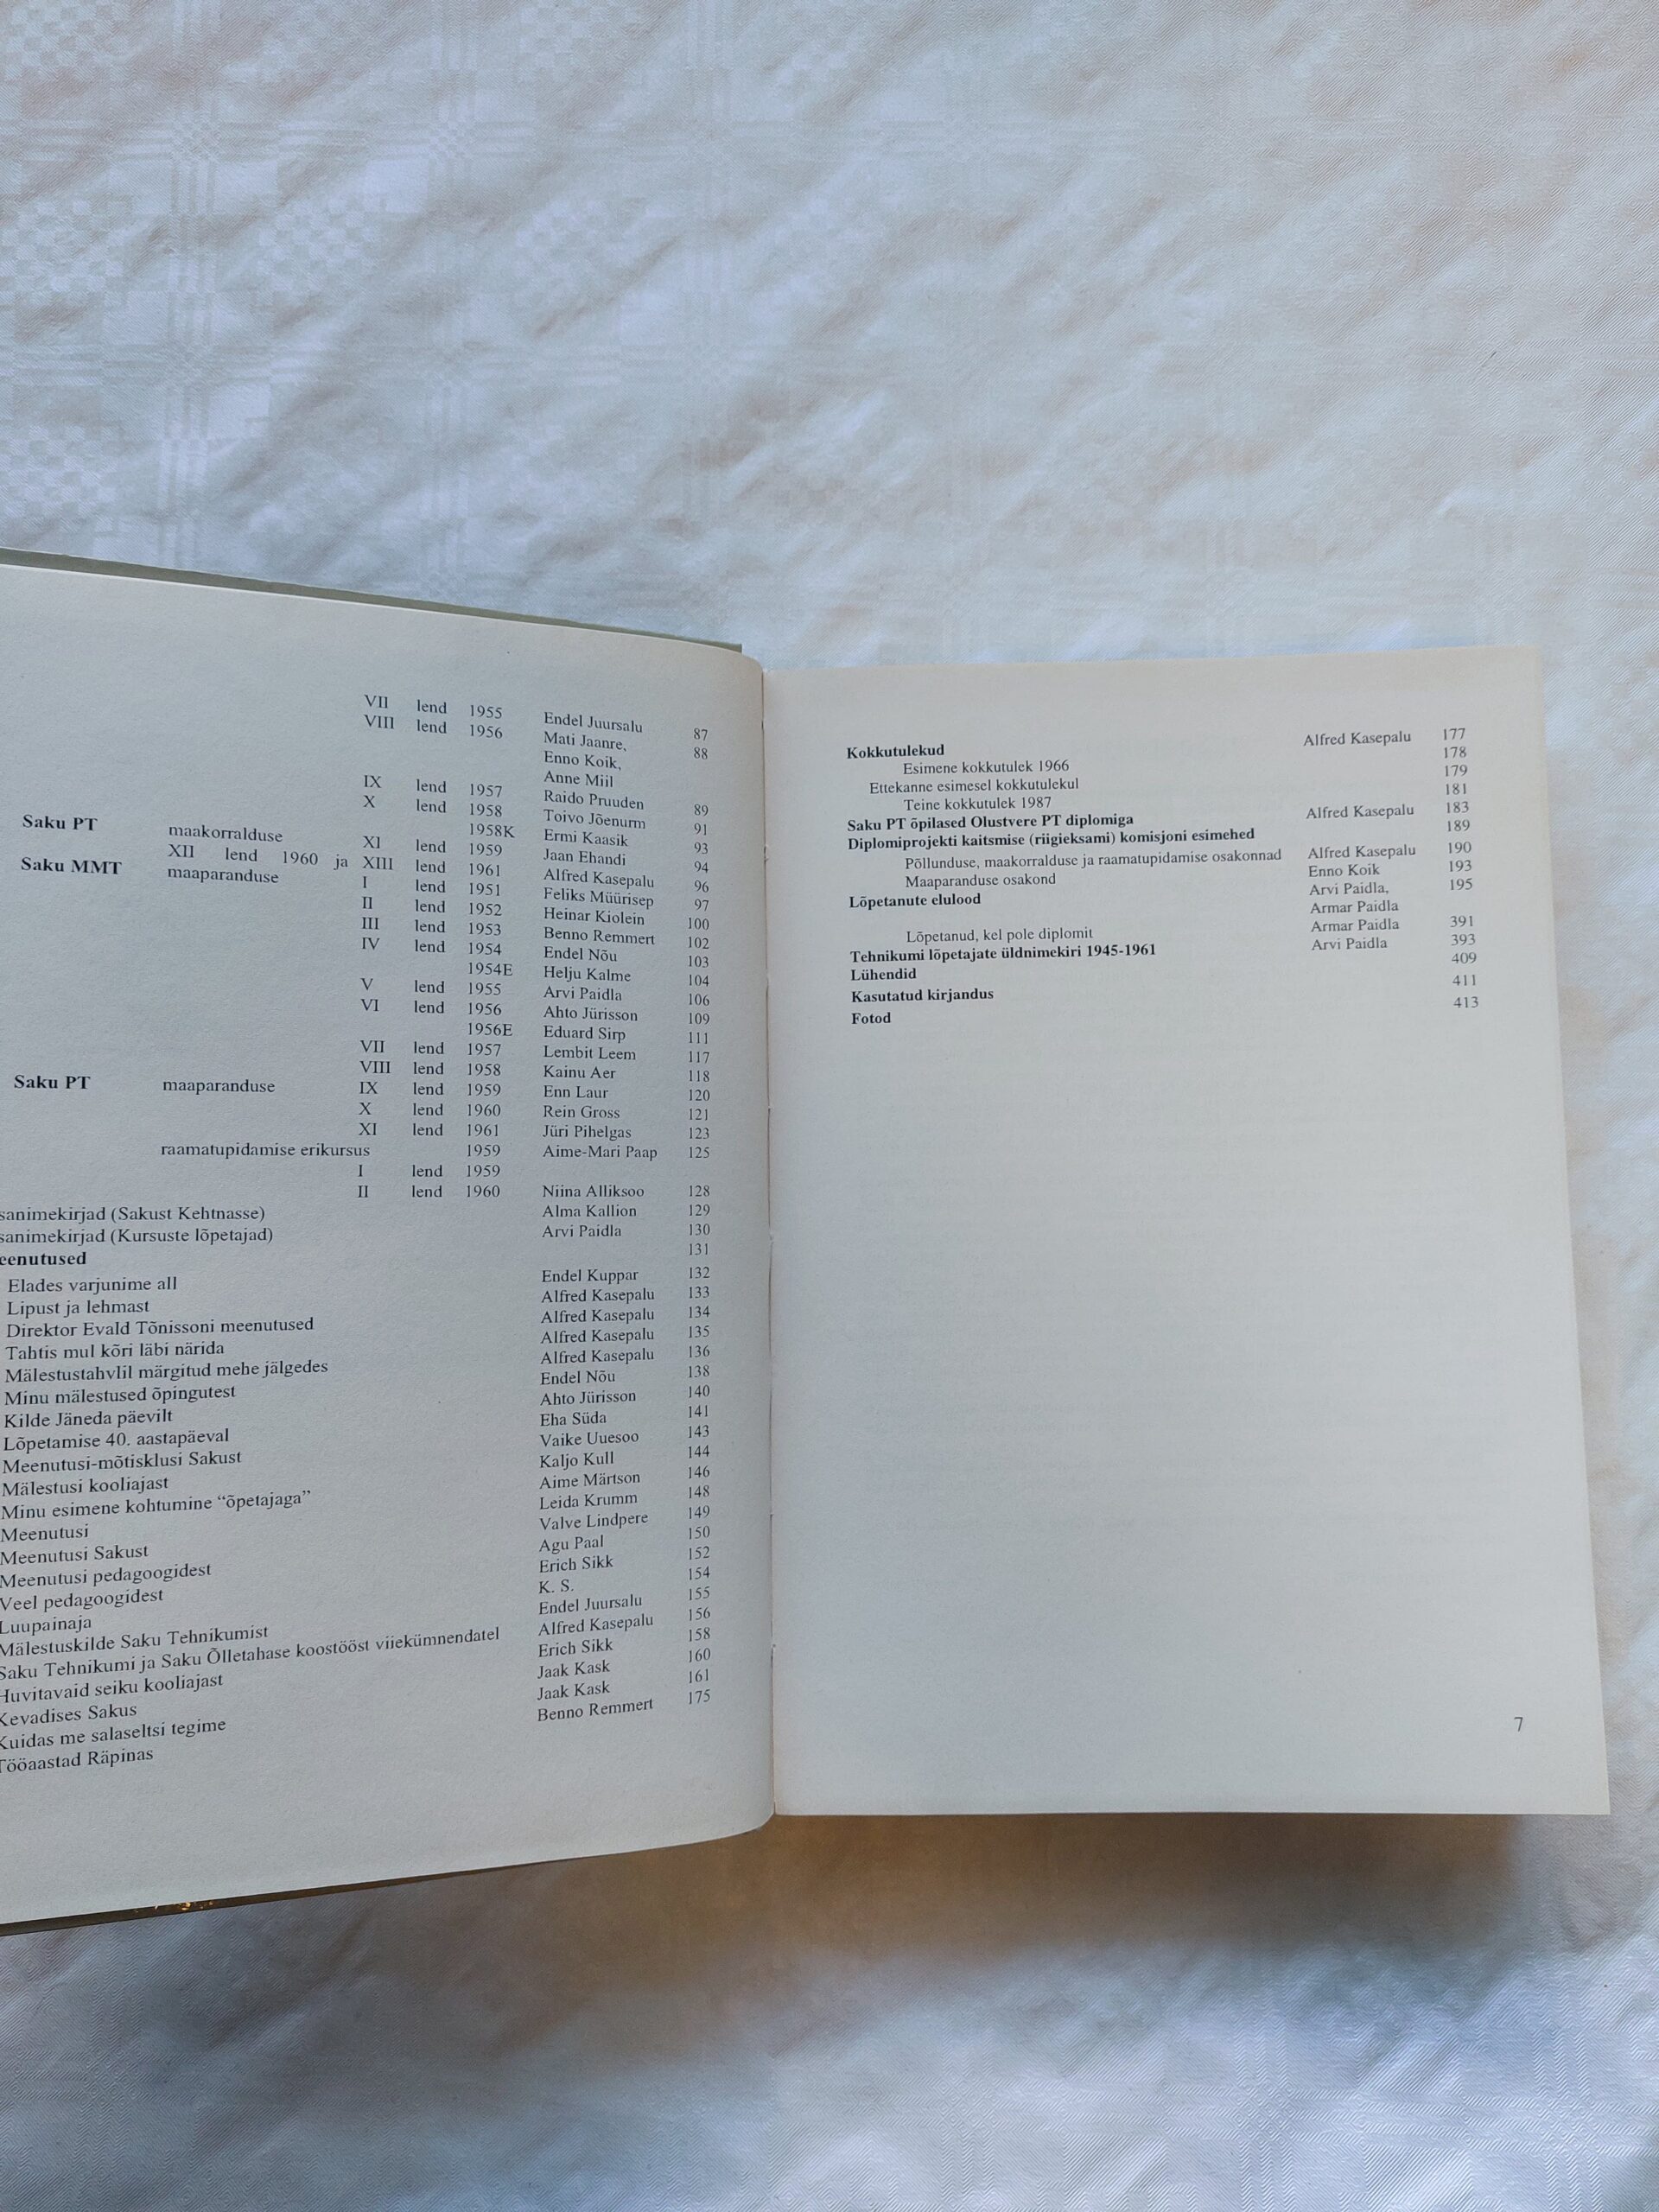 VII lend 1955 Endel Juursalu 87
VIII lend 1956 Mati Jaanre, 88
Enno Koik,
Anne Miil
IX lend 1957 Raido Pruuden 89
X lend 1958 Toivo Jõenurm 91
1958K Ermi Kaasik 93
Saku PT maakorralduse XI lend 1959 Jaan Ehandi 94
XII lend 1960 ja XIII lend 1961 Alfred Kasepalu 96
Saku MMT maaparanduse I lend 1951 Feliks Müürisep 97
II lend 1952 Heinar Kiolein 100
III lend 1953 Benno Remmert 102
IV lend 1954 Endel Nõu 103
1954E Helju Kalme 104
V lend 1955 Arvi Paidla 106
VI lend 1956 Ahto Jürisson 109
1956E Eduard Sirp 111
VII lend 1957 Lembit Leem 117
VIII lend 1958 Kainu Aer 118
Saku PT maaparanduse IX lend 1959 Enn Laur 120
X lend 1960 Rein Gross 121
XI lend 1961 Jüri Pihelgas 123
raamatupidamise erikursus 1959 Aime-Mari Paap 125
I lend 1959
II lend 1960 Niina Alliksoo 128
sanimekirjad (Sakust Kehtnasse) Alma Kallion 129
sanimekirjad (Kursuste lõpetajad) Arvi Paidla 130
eenutused 131
Elades varjunime all Endel Kuppar 132
Lipust ja lehmast Alfred Kasepalu 133
Direktor Evald Tõnissoni meenutused Alfred Kasepalu 134
Tahtis mul kõri läbi närida Alfred Kasepalu 135
Mälestustahvlil märgitud mehe jälgedes Alfred Kasepalu 136
Minu mälestused õpingutest Endel Nõu 138
Kilde Jäneda päevilt Ahto Jürisson 140
Lõpetamise 40. aastapäeval Eha Süda 141
Meenutusi-mõtisklusi Sakust Vaike Uuesoo 143
Mälestusi kooliajast Kaljo Kull 144
Minu esimene kohtumine “õpetajaga” Aime Märtson 146
Meenutusi Leida Krumm 148
Meenutusi Sakust Valve Lindpere 149
Meenutusi pedagoogidest Agu Paal 150
Veel pedagoogidest Erich Sikk 152
Luupainaja K. S. 154
Mälestuskilde Saku Tehnikumist Endel Juursalu 155
Saku Tehnikumi ja Saku Õlletahase koostööst viiekümnendatel Alfred Kasepalu 156
Huvitavaid seiku kooliajast Erich Sikk 158
Kevadises Sakus Jaak Kask 160
Kuidas me salaseltsi tegime Jaak Kask 161
Tööaastad Räpinas Benno Remmert 175
Kokkutulekud Alfred Kasepalu 177
Esimene kokkutulek 1966 178
Ettekanne esimesel kokkutulekul 179
Teine kokkutulek 1987 181
Saku PT õpilased Olustvere PT diplomiga Alfred Kasepalu 183
Diplomiprojekti kaitsmise (riigieksami) komisjoni esimehed 189
Põllunduse, maakorralduse ja raamatupidamise osakonnad Alfred Kasepalu 190
Maaparanduse osakond Enno Koik 193
Lõpetanute elulood Arvi Paidla, 195
Armar Paidla
Lõpetanud, kel pole diplomit Armar Paidla 391
Tehnikumi lõpetajate üldnimekiri 1945-1961 Arvi Paidla 393
Lühendid 409
Kasutatud kirjandus 411
Fotod 413
7